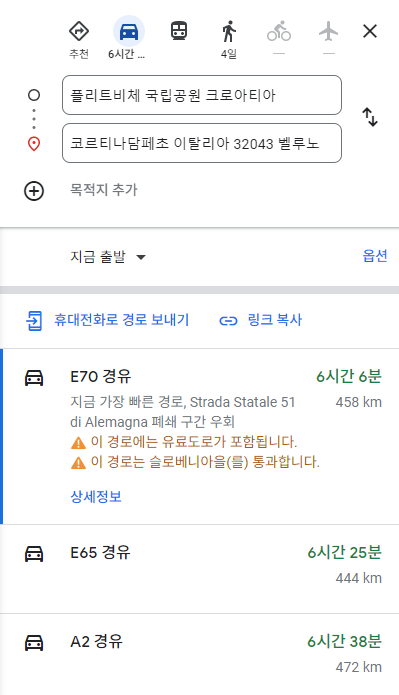 추천
6시간 ...
4일
—
—
플리트비체 국립공원 크로아티아
코르티나담페초 이탈리아 32043 벨루노
목적지 추가
지금 출발
옵션
휴대전화로 경로 보내기
링크 복사
E70 경유
6시간 6분
지금 가장 빠른 경로, Strada Statale 51
458 km
di Alemagna 폐쇄 구간 우회
이 경로에는 유료도로가 포함됩니다.
이 경로는 슬로베니아을(를) 통과합니다.
상세정보
E65 경유
6시간 25분
444 km
A2 경유
6시간 38분
472 km